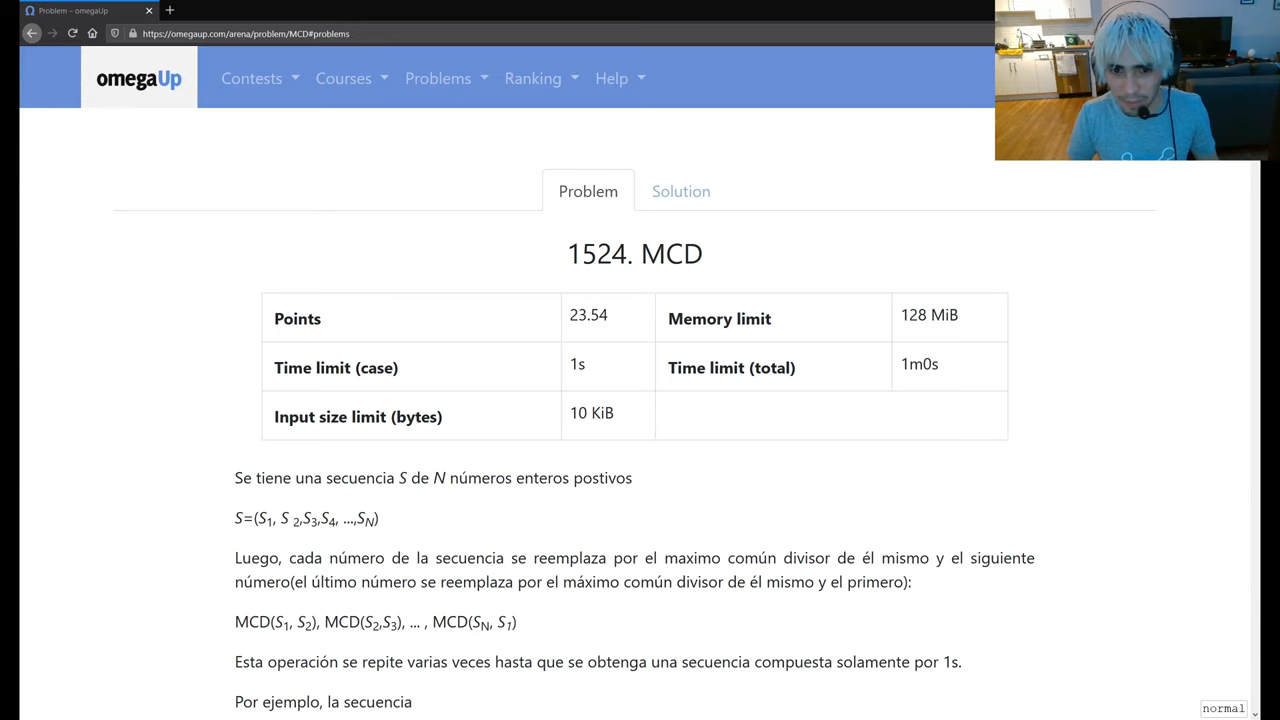 Problem – omegaUp
https://omegaup.com/arena/problem/MCD#problems
omegaUp Contests Courses Problems Ranking Help
Problem Solution
1524. MCD
Points 23.54 Memory limit 128 MiB
Time limit (case) 1s Time limit (total) 1m0s
Input size limit (bytes) 10 KiB
Se tiene una secuencia S de N números enteros postivos
S=(S1, S 2,S3,S4, ...,SN)
Luego, cada número de la secuencia se reemplaza por el maximo común divisor de él mismo y el siguiente
número(el último número se reemplaza por el máximo común divisor de él mismo y el primero):
MCD(S1, S2), MCD(S2,S3), ... , MCD(SN, S1)
Esta operación se repite varias veces hasta que se obtenga una secuencia compuesta solamente por 1s.
Por ejemplo, la secuencia
normal